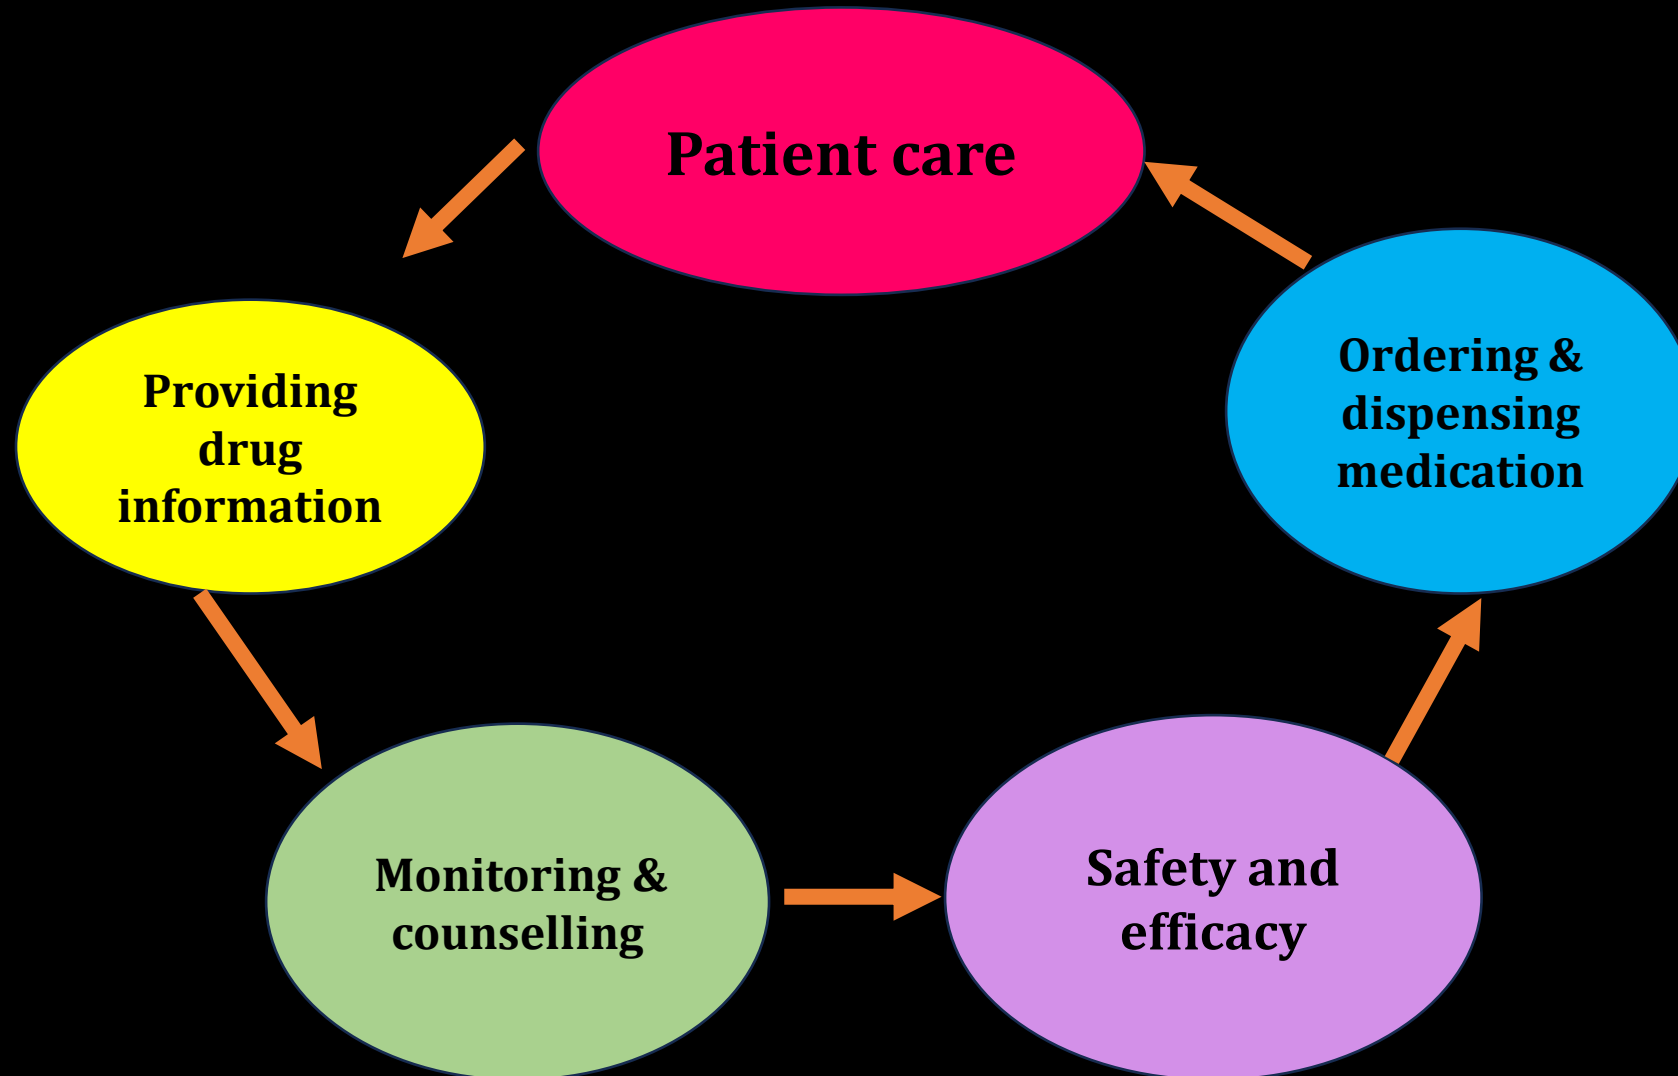 Patient care
Providing
drug
information
Ordering &
dispensing
medication
Monitoring &
counselling
Safety and
efficacy